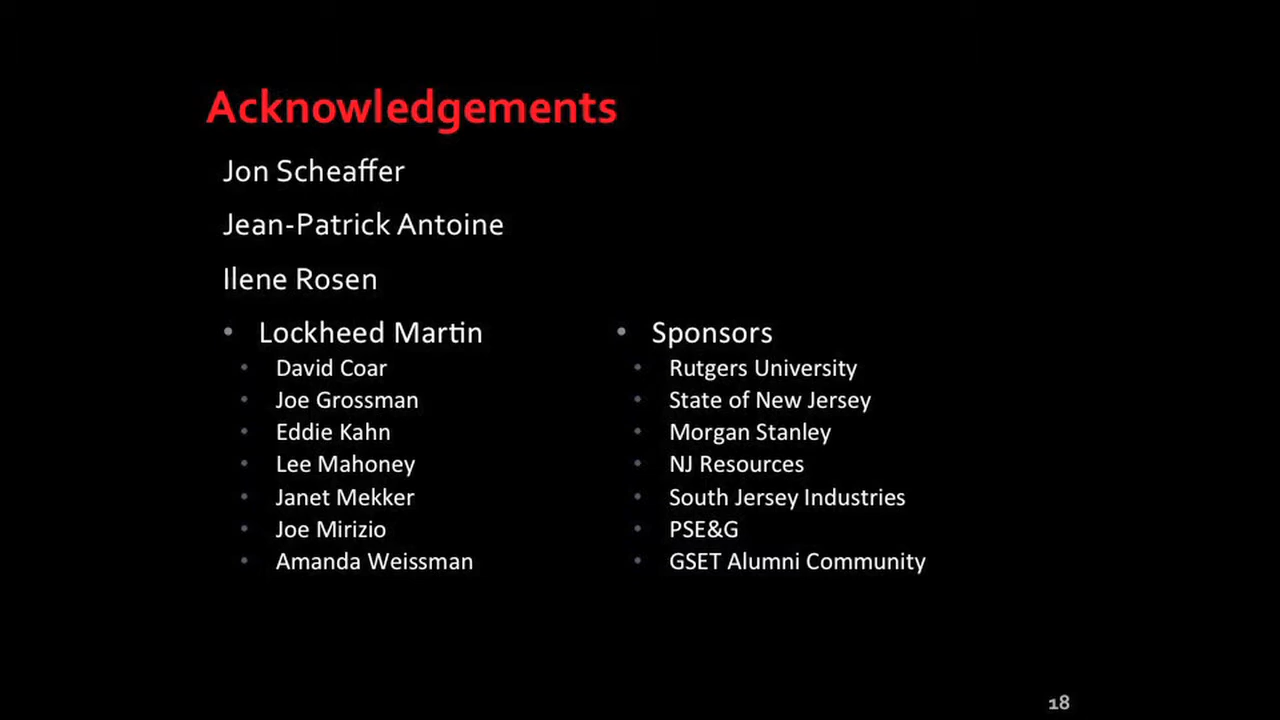 Acknowledgements
Jon Scheaffer
Jean-Patrick Antoine
Ilene Rosen
• Lockheed Martin
• David Coar
• Joe Grossman
• Eddie Kahn
• Lee Mahoney
• Janet Mekker
• Joe Mirizio
• Amanda Weissman
• Sponsors
• Rutgers University
• State of New Jersey
• Morgan Stanley
• NJ Resources
• South Jersey Industries
• PSE&G
• GSET Alumni Community
18